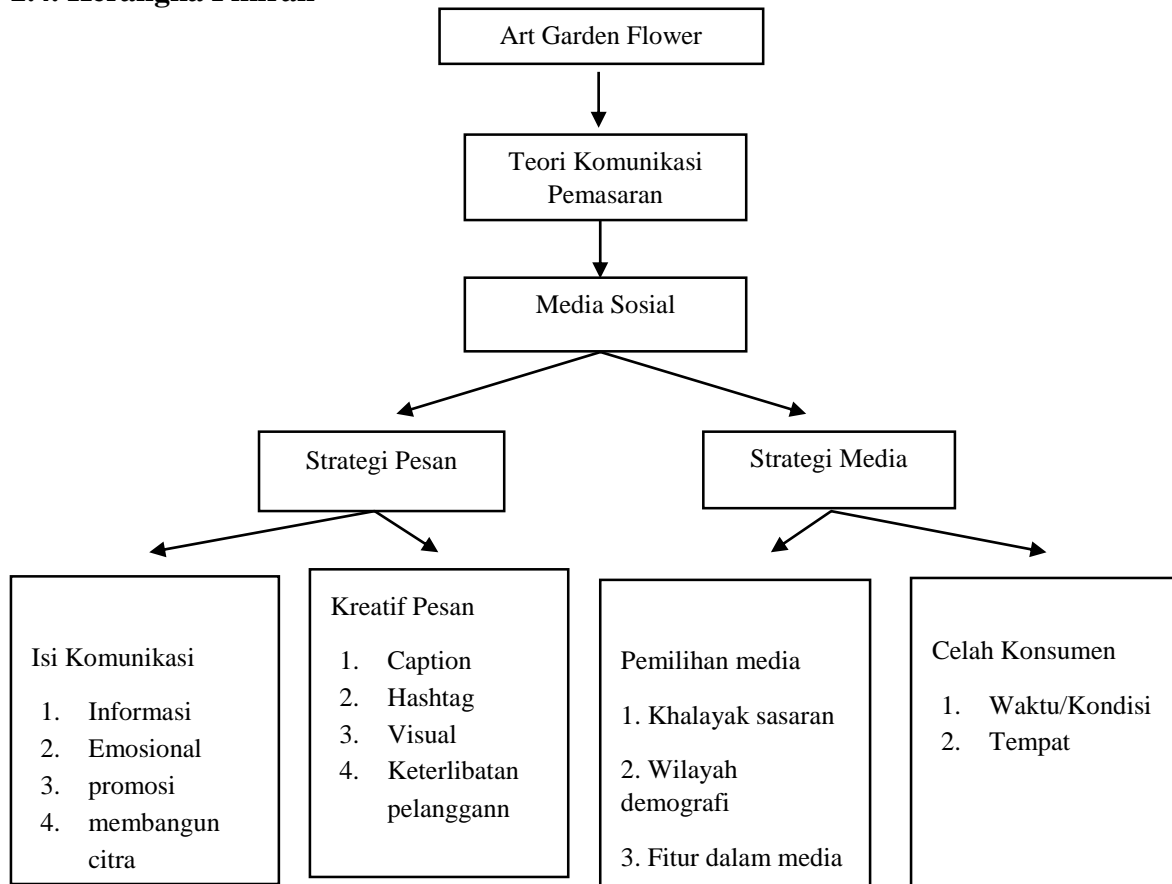 Art Garden Flower
Teori Komunikasi
Pemasaran
Media Sosial
Strategi Pesan
Strategi Media
Isi Komunikasi
1. Informasi
2. Emosional
3. promosi
4. membangun
citra
Kreatif Pesan
1. Caption
2. Hashtag
3. Visual
4. Keterlibatan
pelanggann
Pemilihan media
1. Khalayak sasaran
2. Wilayah
demografi
3. Fitur dalam media
Celah Konsumen
1. Waktu/Kondisi
2. Tempat